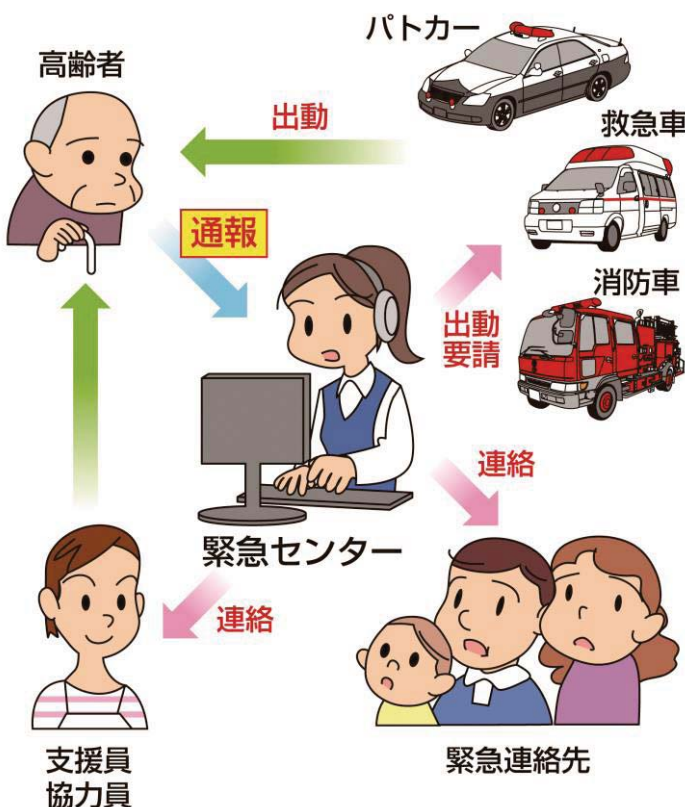 パトカー
高齢者
出動
救急車
通報
消防車
出動
要請
連絡
緊急センター
連絡
支援員
協力員
緊急連絡先